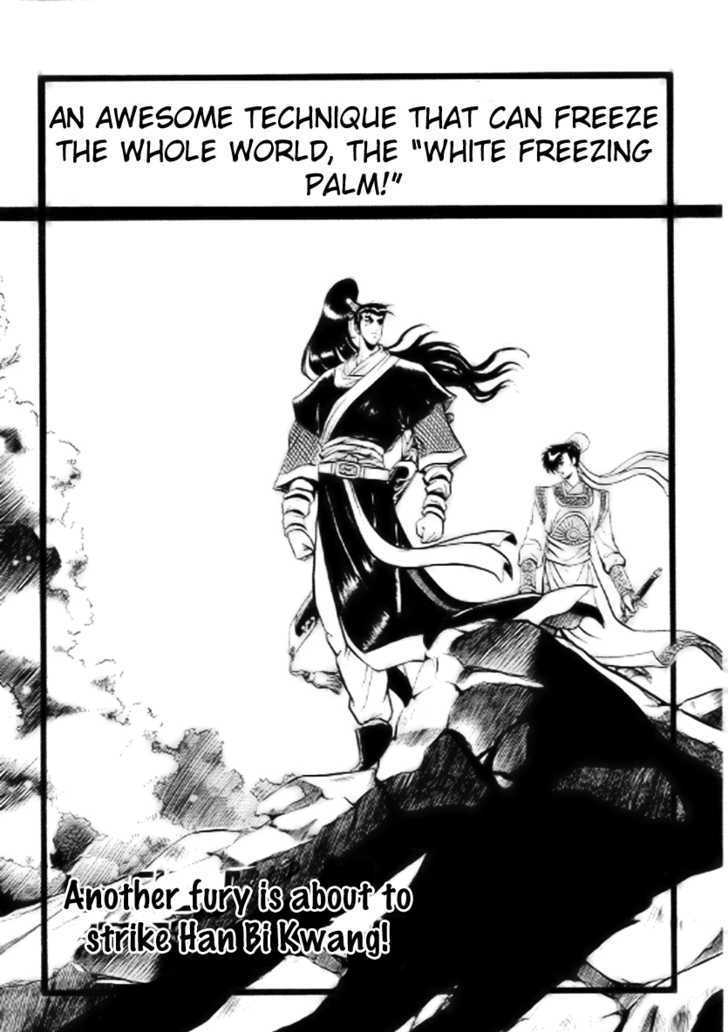 AN AWESOME TECHNIQUE THAT CAN FREEZE
THE WHOLE WORLD, THE "WHITE FREEZING
PALM!"
Another fury is about to
strike Han Bi Kwang!